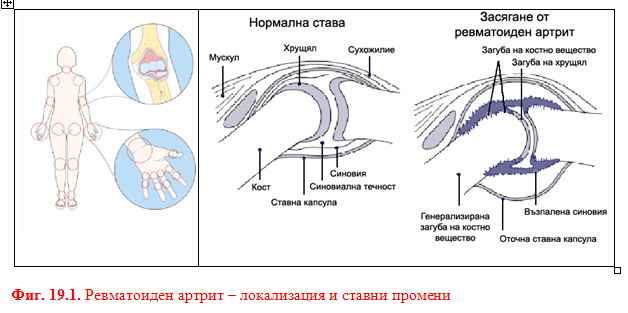 Нормална става
Хрущял
Сухожилие
Мускул
Кост
Синовия
Синовиална течност
Ставна капсула
Засягане от
ревматоиден артрит
Загуба на костно вещество
Загуба на хрущял
Възпалена синовия
Генерализирана
загуба на костно
вещество
Оточна ставна капсула
Фиг. 19.1. Ревматоиден артрит – локализация и ставни промени